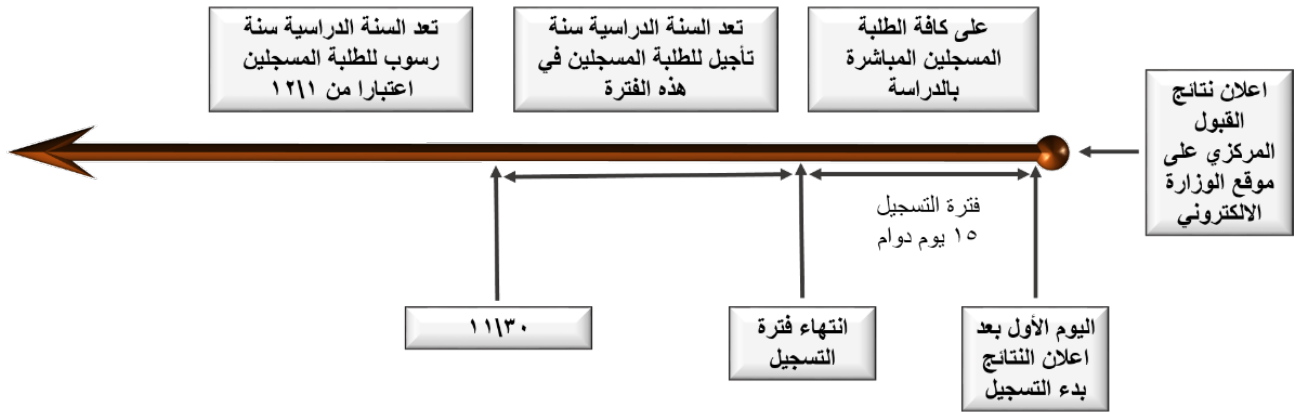 على كافة الطلبة
المسجلين المباشرة
بالدراسة
تعد السنة الدراسية سنة
تأجيل للطلبة المسجلين في
هذه الفترة
تعد السنة الدراسية سنة
رسوب للطلبة المسجلين
اعتبارا من ١\١٢
اعلان نتائج
القبول
المركزي على
موقع الوزارة
الالكتروني
فترة التسجيل
١٥ يوم دوام
اليوم الأول بعد
اعلان النتائج
بدء التسجيل
انتهاء فترة
التسجيل
٣٠\١١